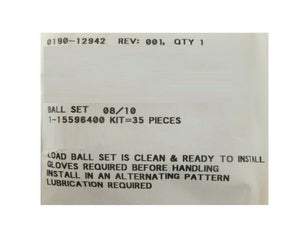 0190-12942 REV: 001, QTY 1
BALL SET 08/10
1-15596400 KIT=35 PIECES
LOAD BALL SET IS CLEAN & READY TO INSTALL
GLOVES REQUIRED BEFORE HANDLING
INSTALL IN AN ALTERNATING PATTERN
LUBRICATION REQUIRED